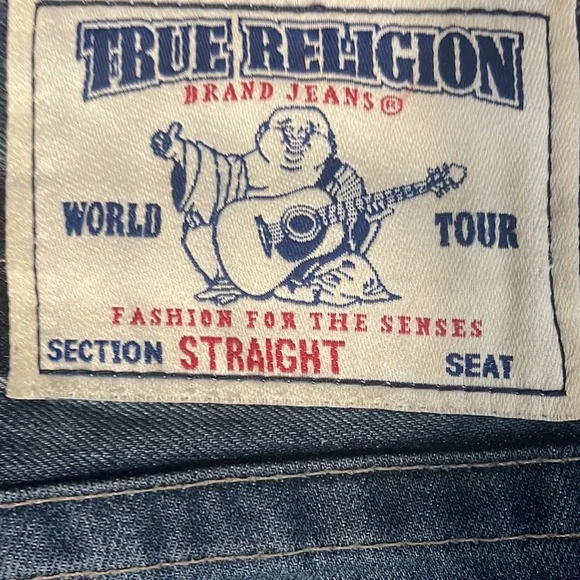 TRUE RELIGION
BRAND JEANS®
WORLD TOUR
FASHION FOR THE SENSES
SECTION STRAIGHT SEAT